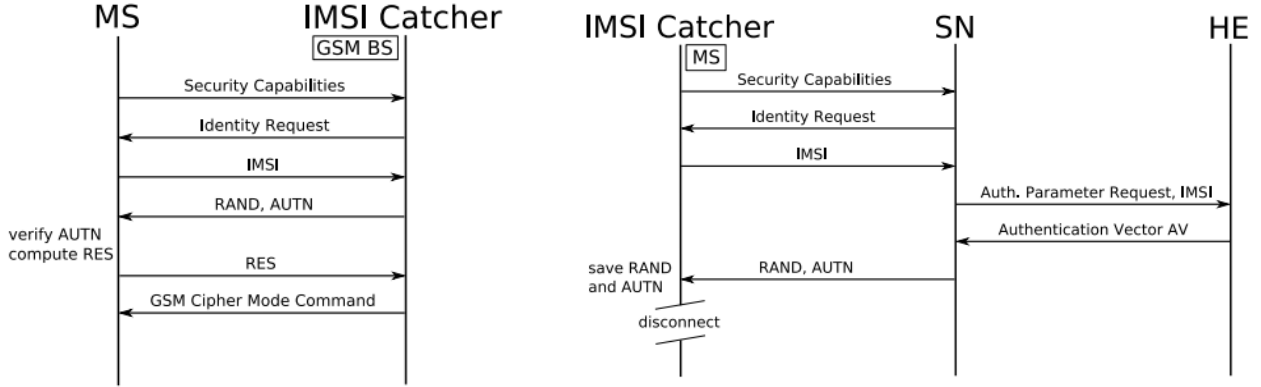 MS
IMSI Catcher
GSM BS
Security Capabilities
Identity Request
IMSI
RAND, AUTN
verify AUTN
compute RES
RES
GSM Cipher Mode Command
IMSI Catcher
SN
HE
MS
Security Capabilities
Identity Request
IMSI
Auth. Parameter Request, IMSI
Authentication Vector AV
save RAND
and AUTN
RAND, AUTN
disconnect